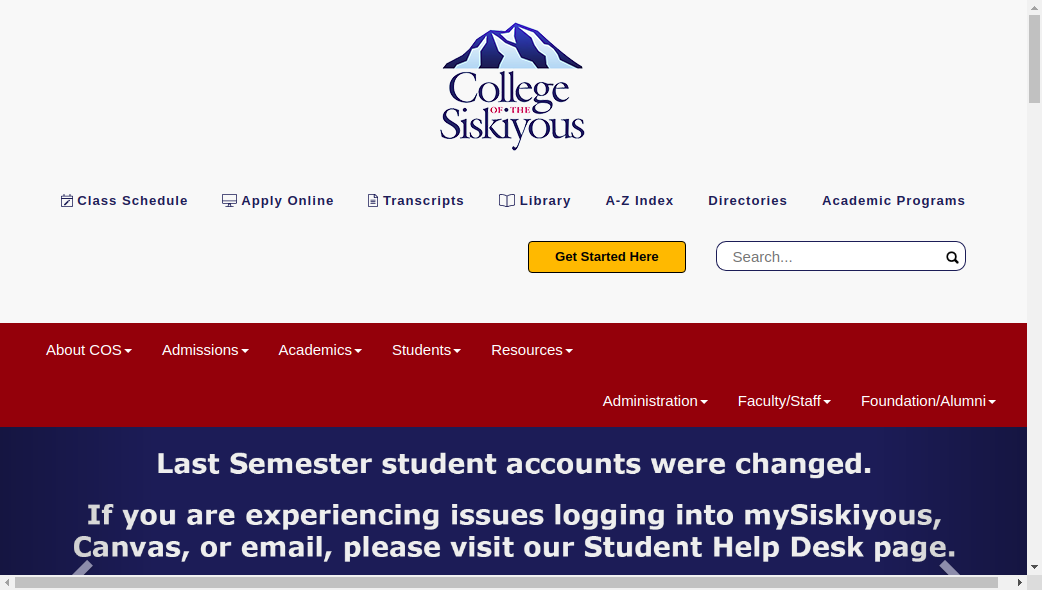 College
OF • THE
Siskiyous
Class Schedule Apply Online Transcripts Library A-Z Index Directories Academic Programs
Get Started Here Search...
About COS Admissions Academics Students Resources
Administration Faculty/Staff Foundation/Alumni
Last Semester student accounts were changed.
If you are experiencing issues logging into mySiskiyous,
Canvas, or email, please visit our Student Help Desk page.